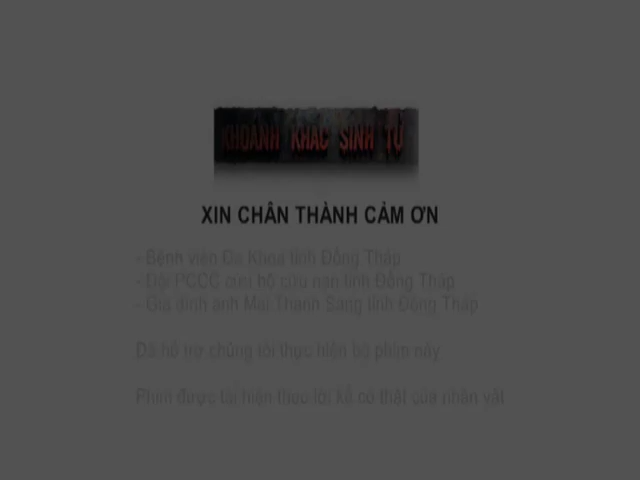 KHOẢNH KHẮC SINH TỬ
XIN CHÂN THÀNH CẢM ƠN
- Bệnh viện Đa Khoa tỉnh Đồng Tháp
- Đội PCCC cứu hộ cứu nạn tỉnh Đồng Tháp
- Gia đình anh Mai Thanh Sang tỉnh Đồng Tháp
Đã hỗ trợ chúng tôi thực hiện bộ phim này
Phim được tái hiện theo lời kể có thật của nhân vật